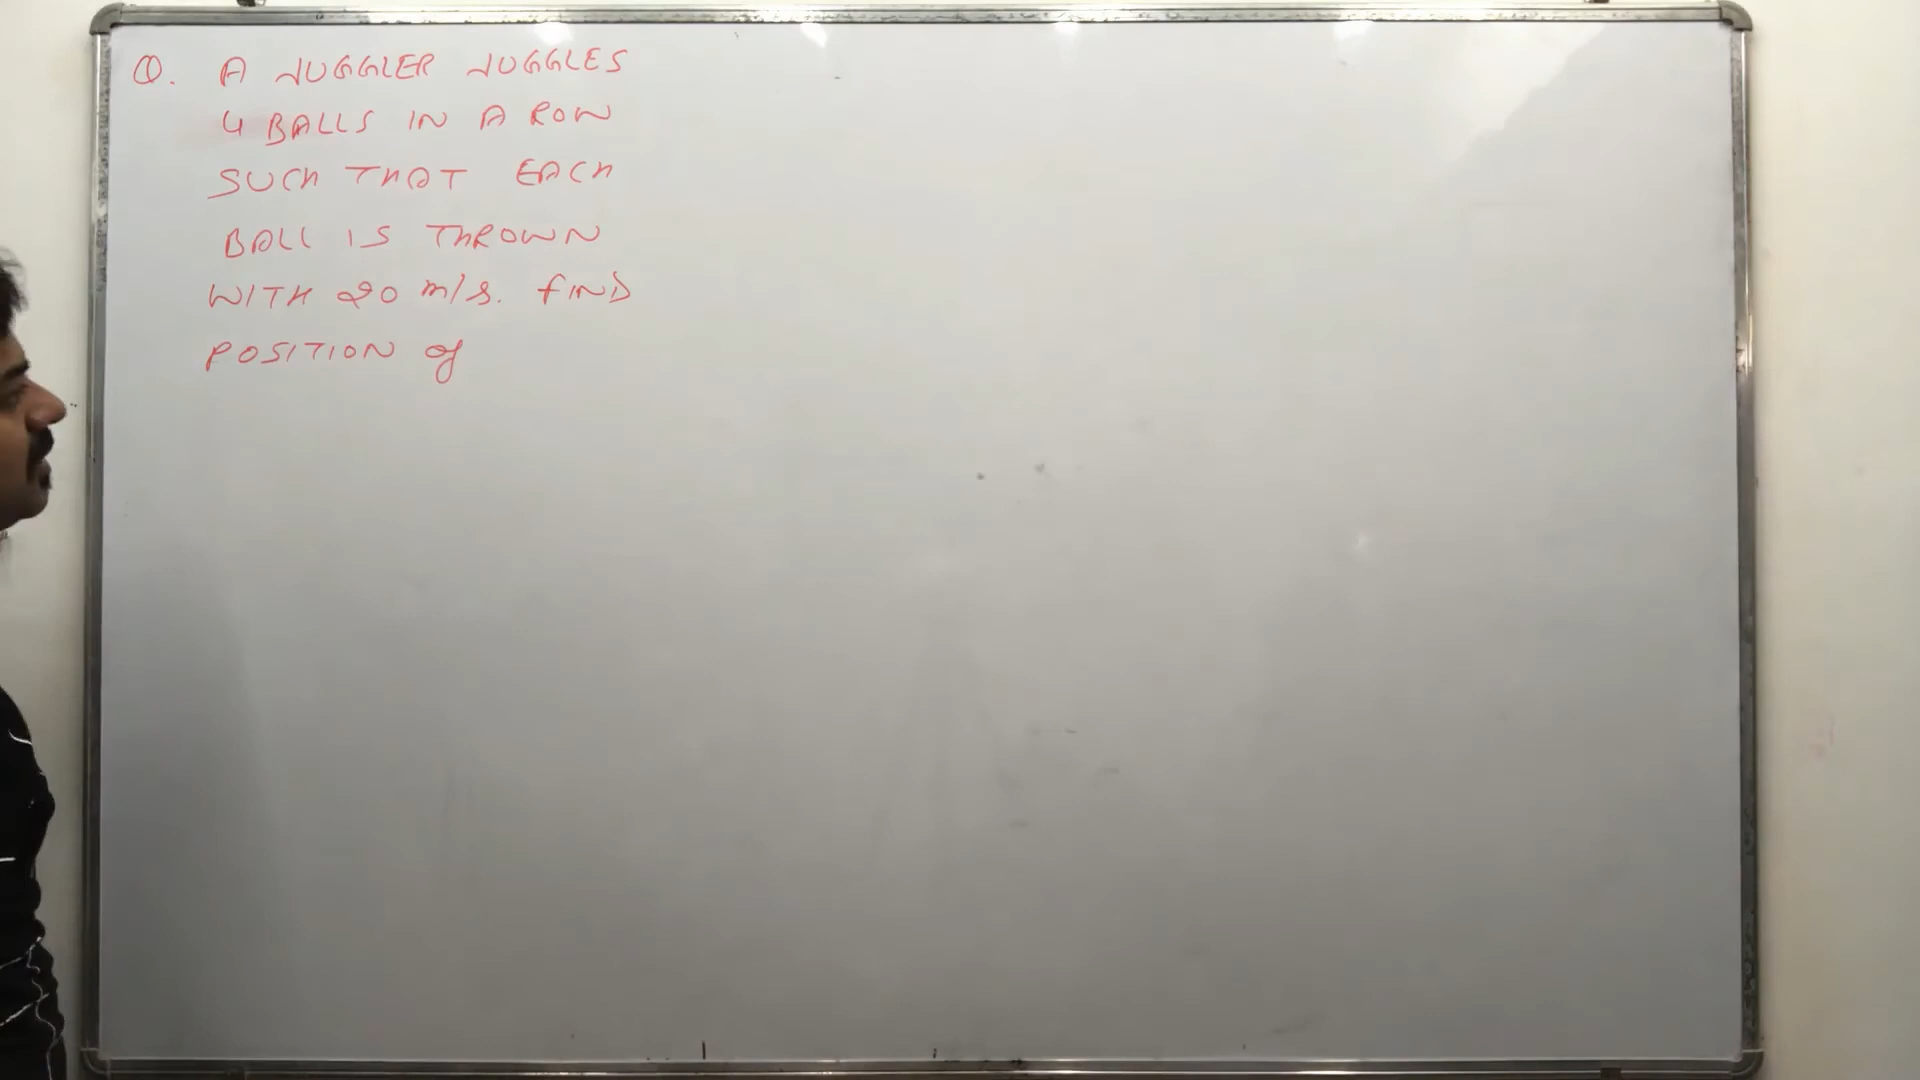 Q. A JUGGLER JUGGLES
4 BALLS IN A ROW
SUCH THAT EACH
BALL IS THROWN
WITH 20 m/s. FIND
POSITION of